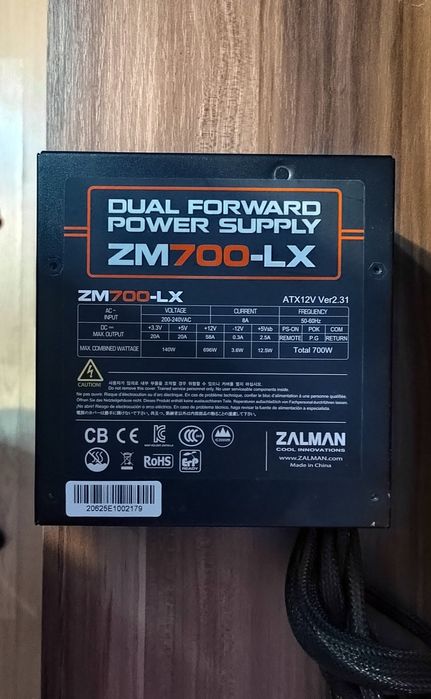 DUAL FORWARD
POWER SUPPLY
ZM700-LX
ZM700-LX ATX12V Ver2.31
AC~ INPUT VOLTAGE CURRENT FREQUENCY
200-240VAC 8A 50-60Hz
DC MAX. OUTPUT +3.3V +5V +12V -12V +5Vsb PS-ON POK COM
20A 20A 58A 0.3A 2.5A REMOTE P.G RETURN
MAX. COMBINED WATTAGE 140W 696W 3.6W 12.5W Total 700W
CAUTION!
Do not remove this cover. Trained service personnel only. No user serviceable components inside.
CB CE
RoHS
ZALMAN
COOL INNOVATIONS
www.ZALMAN.com
Made in China
20625E1002179